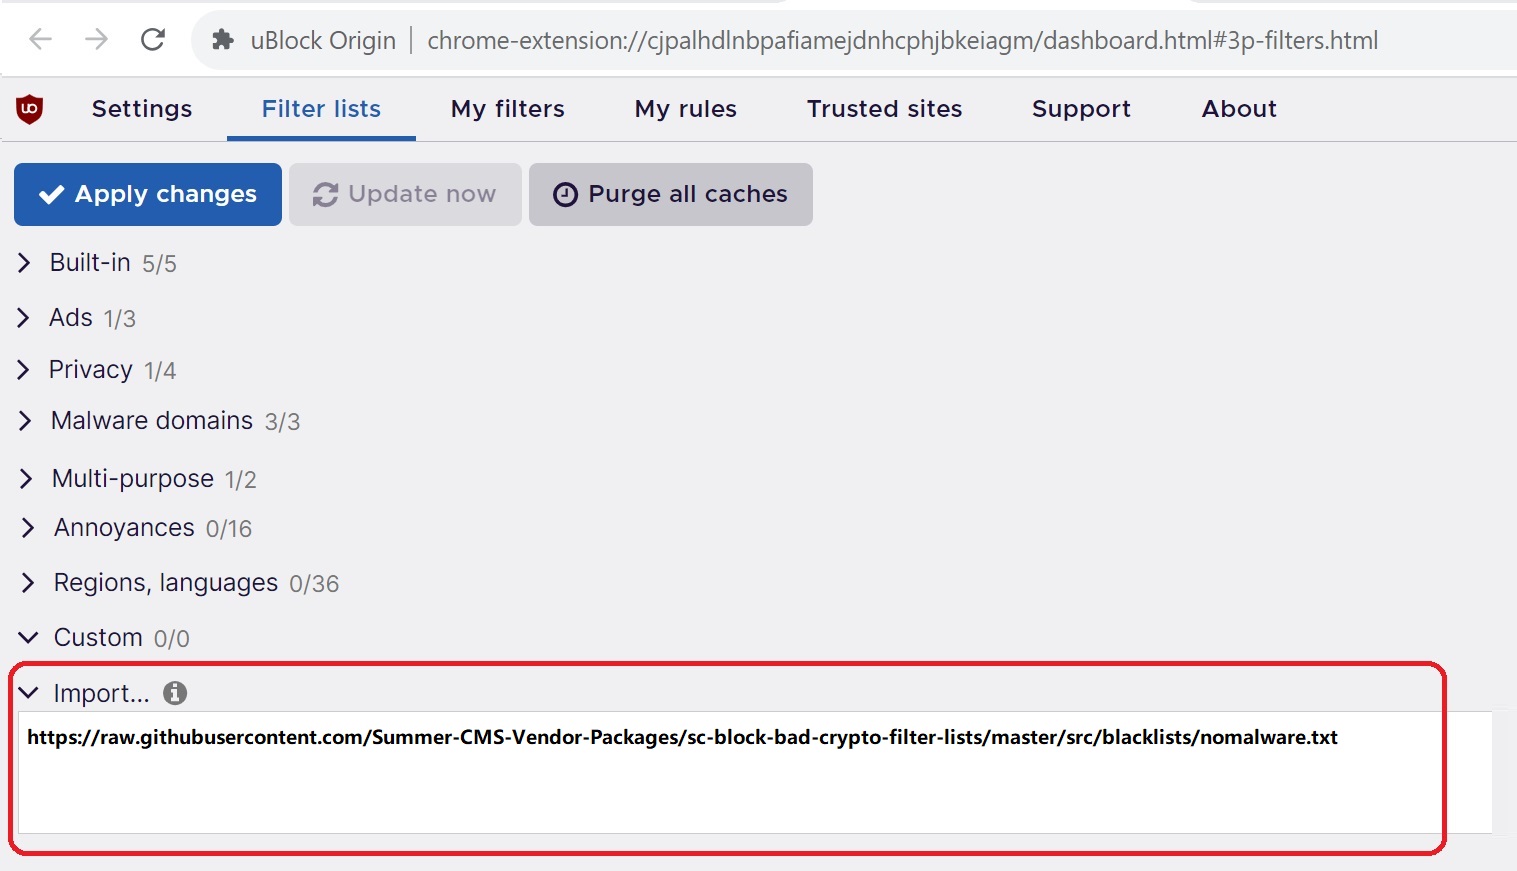 uBlock Origin | chrome-extension://cjpalhdlnbpafiamejdnhcphjbkeiagm/dashboard.html#3p-filters.html
uo Settings Filter lists My filters My rules Trusted sites Support About
Apply changes Update now Purge all caches
Built-in 5/5
Ads 1/3
Privacy 1/4
Malware domains 3/3
Multi-purpose 1/2
Annoyances 0/16
Regions, languages 0/36
Custom 0/0
Import...
https://raw.githubusercontent.com/Summer-CMS-Vendor-Packages/sc-block-bad-crypto-filter-lists/master/src/blacklists/nomalware.txt